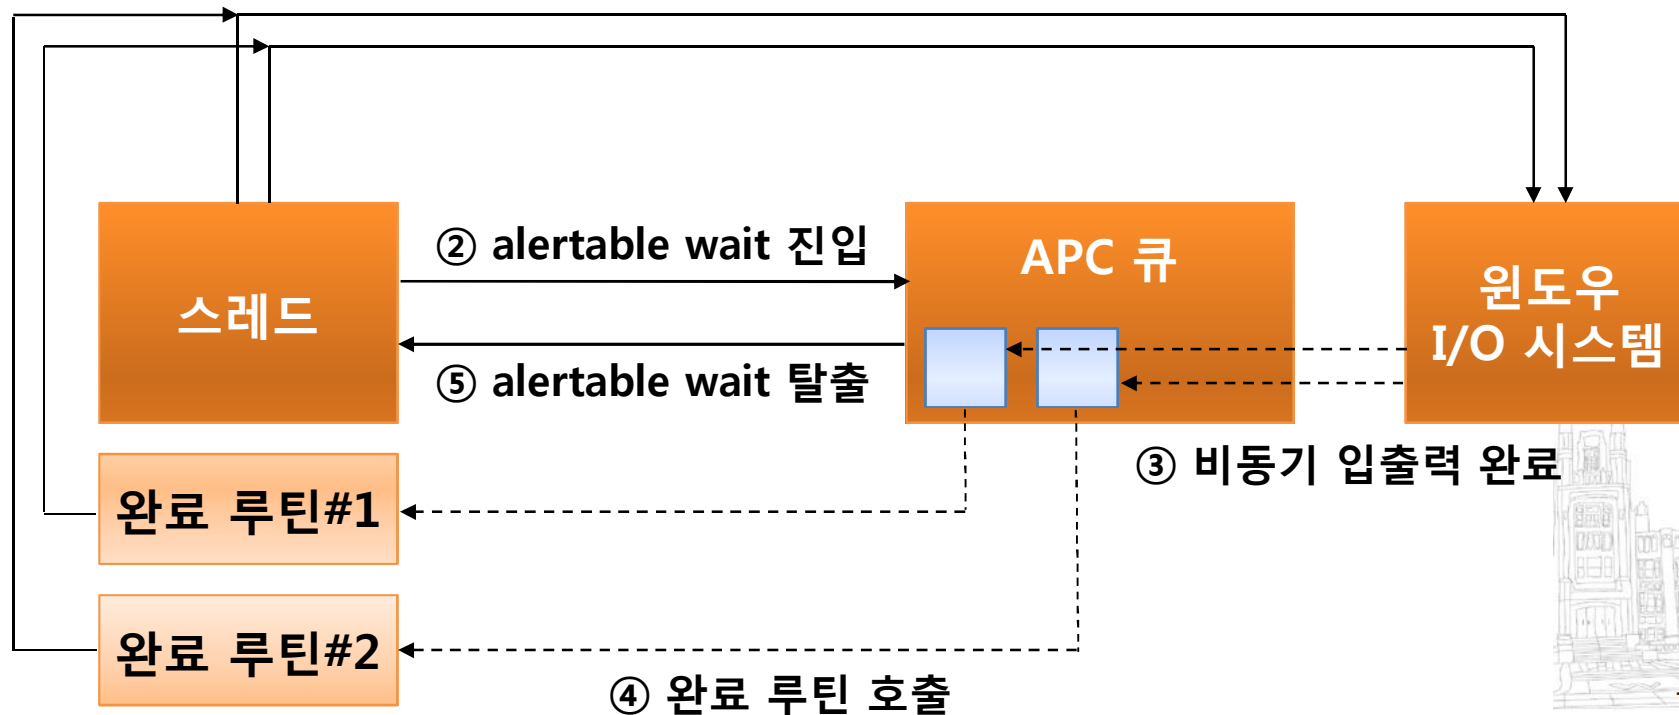 ② alertable wait 진입
APC 큐
스레드
윈도우
I/O 시스템
⑤ alertable wait 탈출
③ 비동기 입출력 완료
완료 루틴#1
완료 루틴#2
④ 완료 루틴 호출